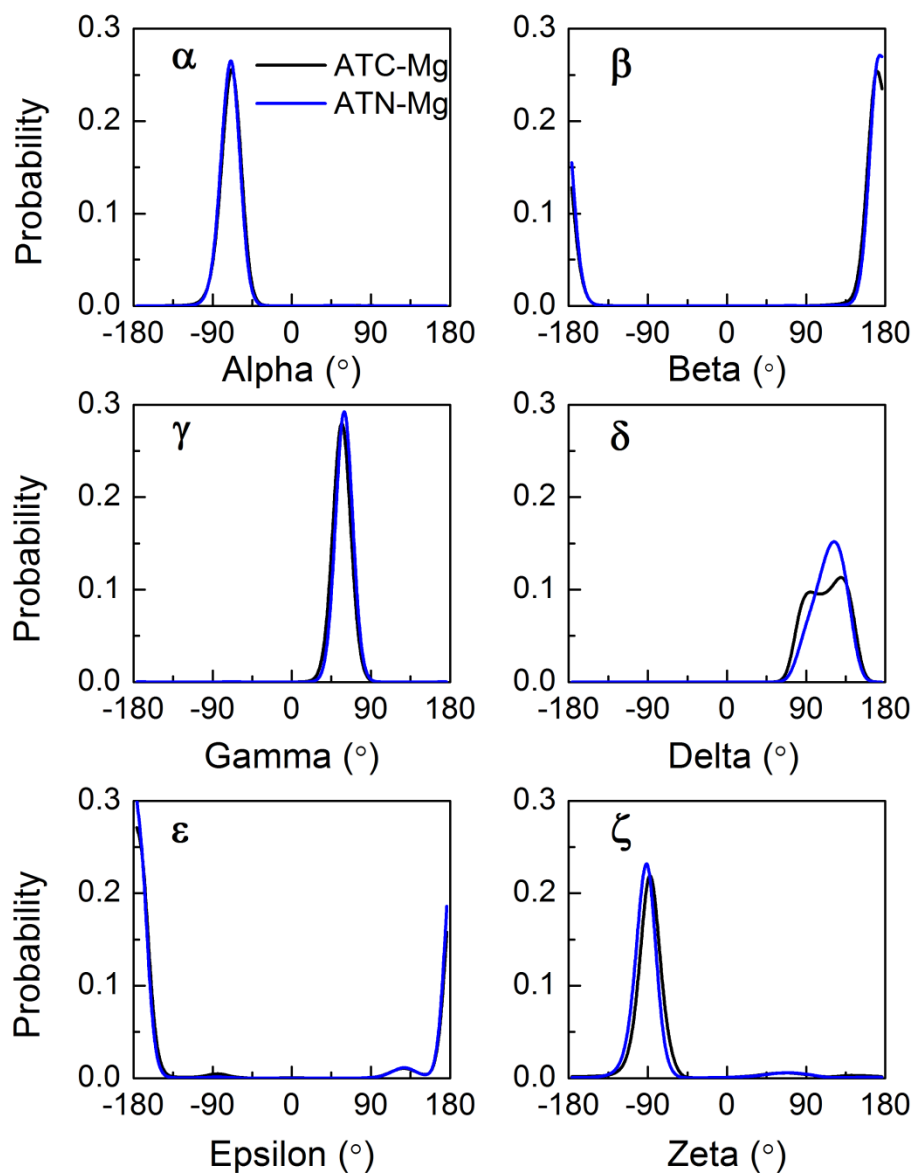 0.3 0.3
α ATC-Mg β
ATN-Mg
0.2 0.2
Probability
0.1 0.1
0.0 0.0
-180 -90 0 90 180 -180 -90 0 90 180
Alpha (°) Beta (°)
0.3 0.3
γ δ
0.2 0.2
Probability
0.1 0.1
0.0 0.0
-180 -90 0 90 180 -180 -90 0 90 180
Gamma (°) Delta (°)
0.3 0.3
ε ζ
0.2 0.2
Probability
0.1 0.1
0.0 0.0
-180 -90 0 90 180 -180 -90 0 90 180
Epsilon (°) Zeta (°)